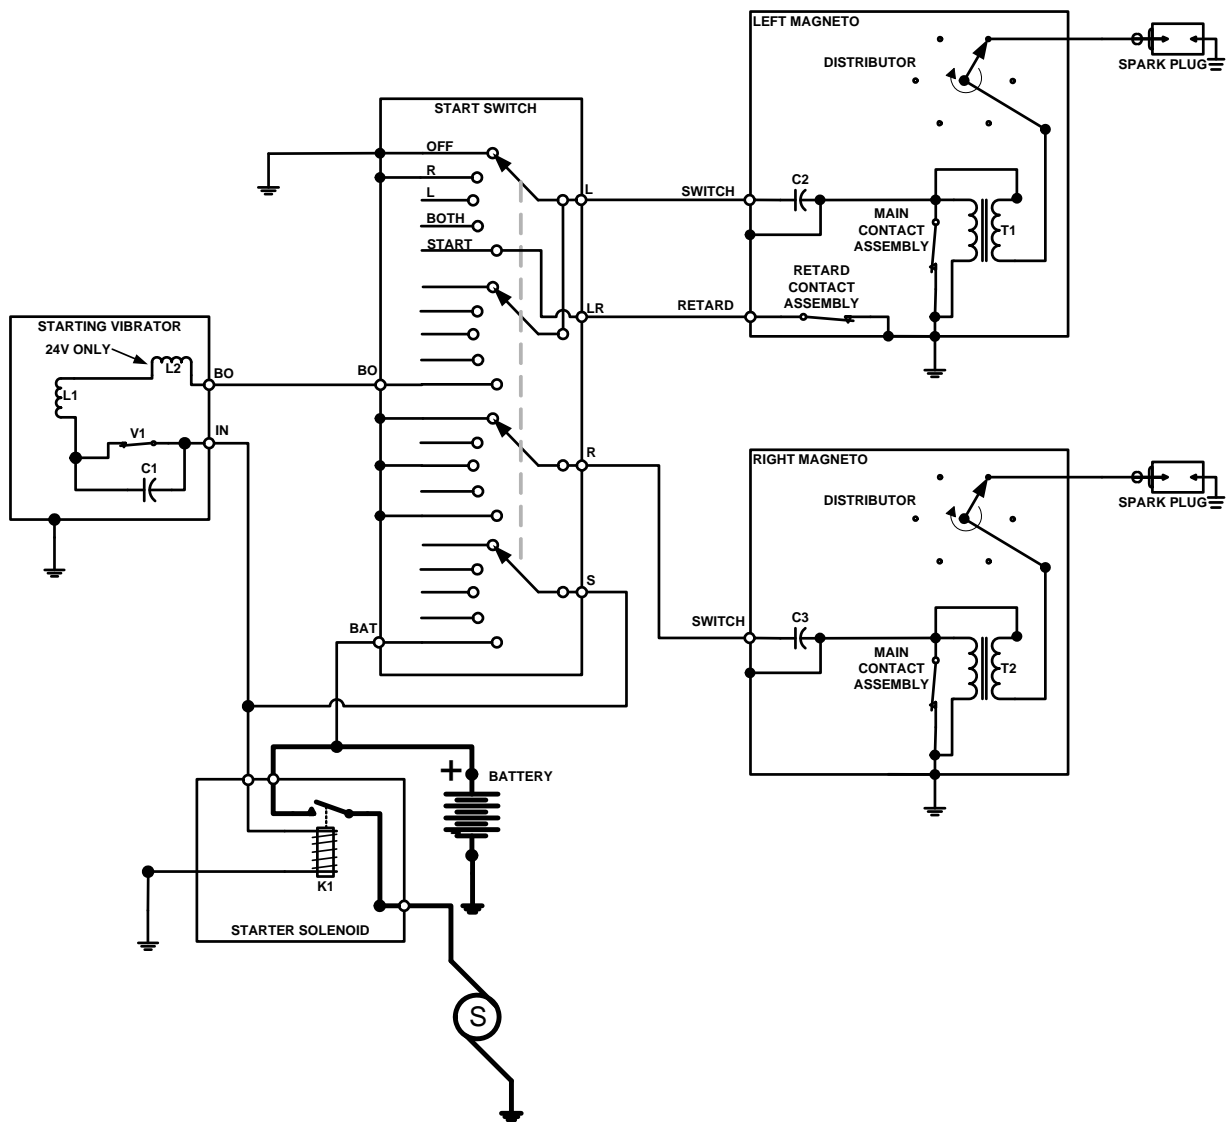 LEFT MAGNETO
DISTRIBUTOR
SPARK PLUG
START SWITCH
OFF
R
L
BOTH
START
L
LR
SWITCH
C2
MAIN
CONTACT
ASSEMBLY
T1
RETARD
CONTACT
ASSEMBLY
RETARD
STARTING VIBRATOR
24V ONLY
L2
L1
BO
BO
V1
IN
C1
R
S
BAT
RIGHT MAGNETO
DISTRIBUTOR
SPARK PLUG
SWITCH
C3
MAIN
CONTACT
ASSEMBLY
T2
+
BATTERY
-
K1
STARTER SOLENOID
S